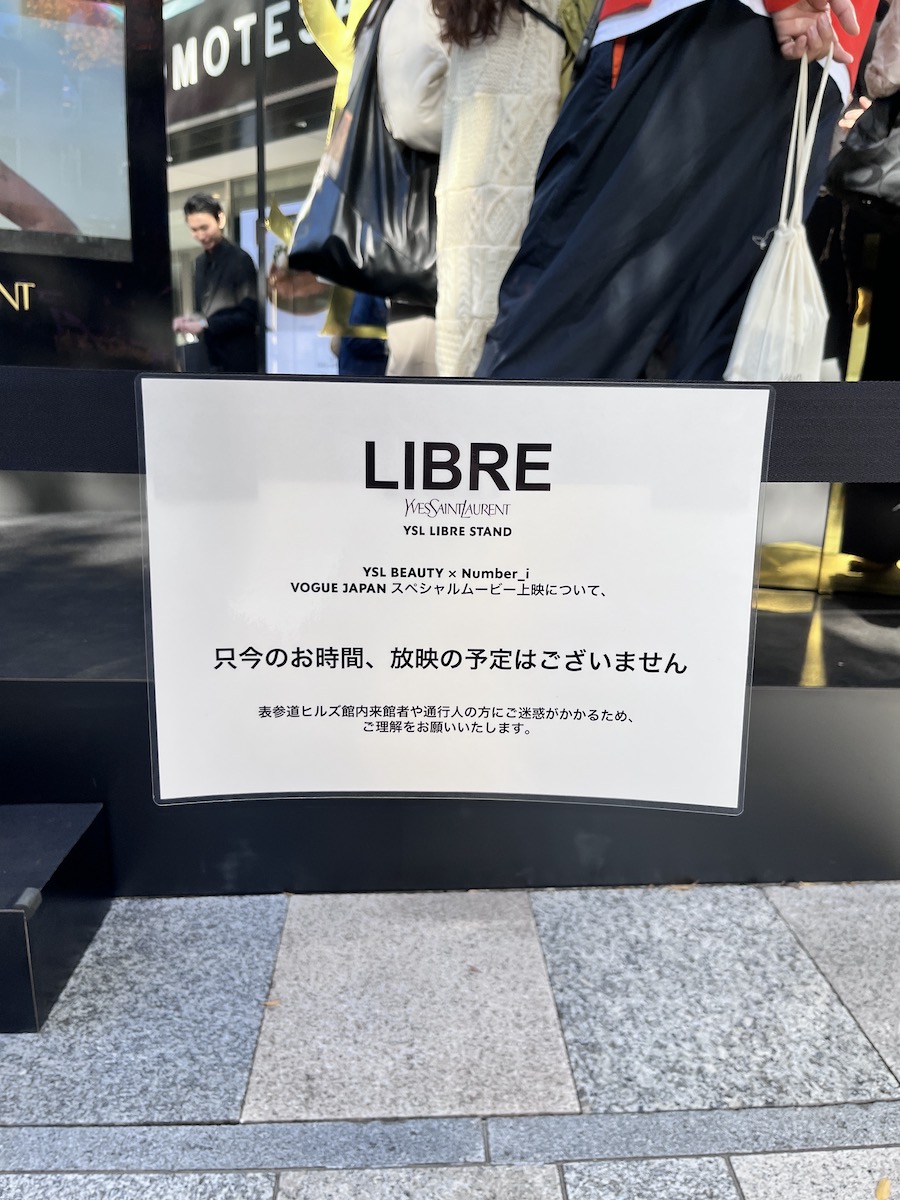 MOTES
NT
LIBRE
YVESSAINTLAURENT
YSL LIBRE STAND
YSL BEAUTY × Number_i
VOGUE JAPAN スペシャルムービー上映について、
只今のお時間、放映の予定はございません
表参道ヒルズ館内来館者や通行人の方にご迷惑がかかるため、
ご理解をお願いいたします。